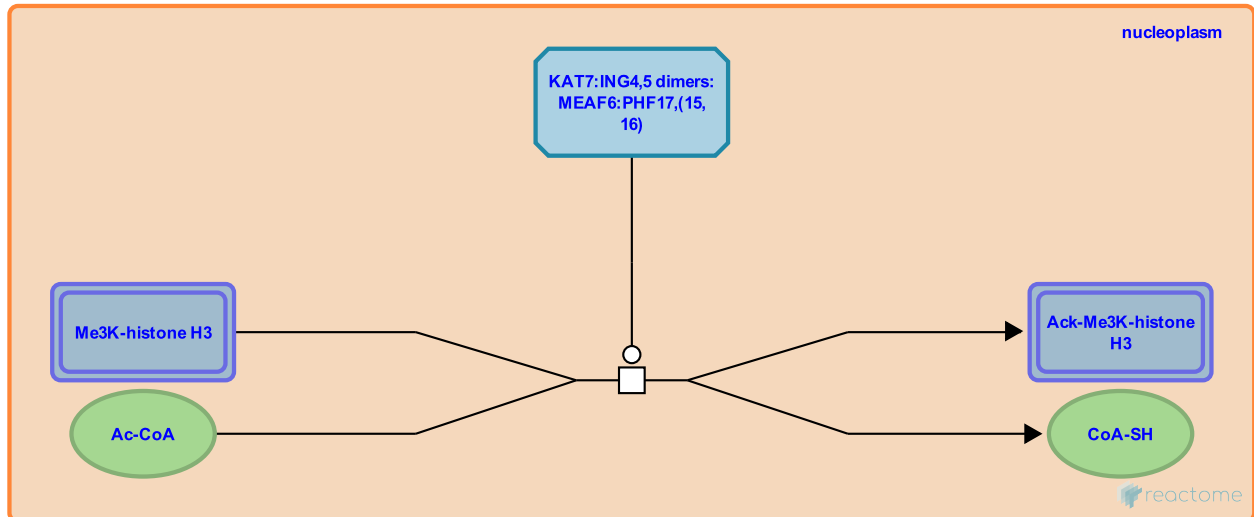 nucleoplasm
KAT7:ING4,5 dimers:
MEAF6:PHF17,(15,
16)
Me3K-histone H3
Ack-Me3K-histone
H3
Ac-CoA
CoA-SH
reactome